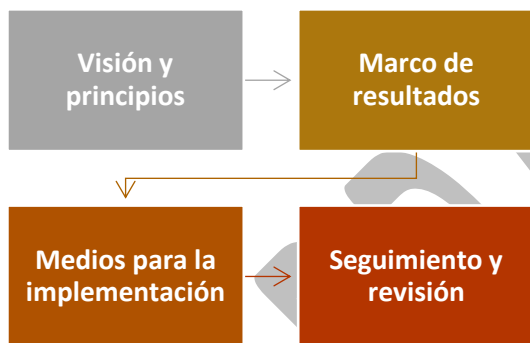 Visión y
principios
Marco de
resultados
Medios para la
implementación
Seguimiento y
revisión